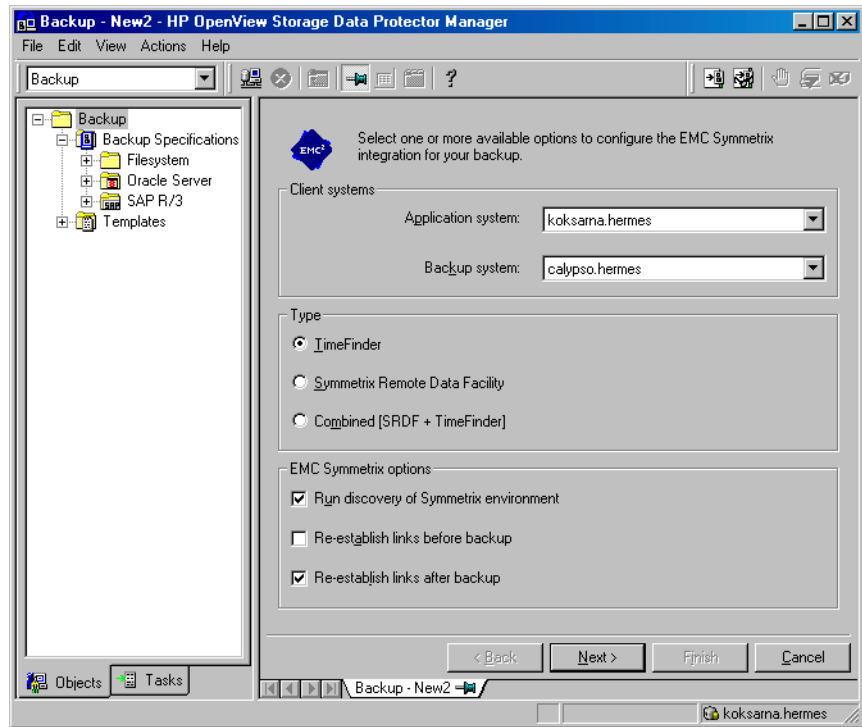 Backup - New2 - HP OpenView Storage Data Protector Manager
File Edit View Actions Help
Backup
Backup
Backup Specifications
Filesystem
Oracle Server
SAP R/3
Templates
EMC²
Select one or more available options to configure the EMC Symmetrix
integration for your backup.
Client systems
Application system: koksarna.hermes
Backup system: calypso.hermes
Type
TimeFinder
Symmetrix Remote Data Facility
Combined [SRDF + TimeFinder]
EMC Symmetrix options
Run discovery of Symmetrix environment
Re-establish links before backup
Re-establish links after backup
< Back Next > Finish Cancel
Objects Tasks
Backup - New2
koksarna.hermes